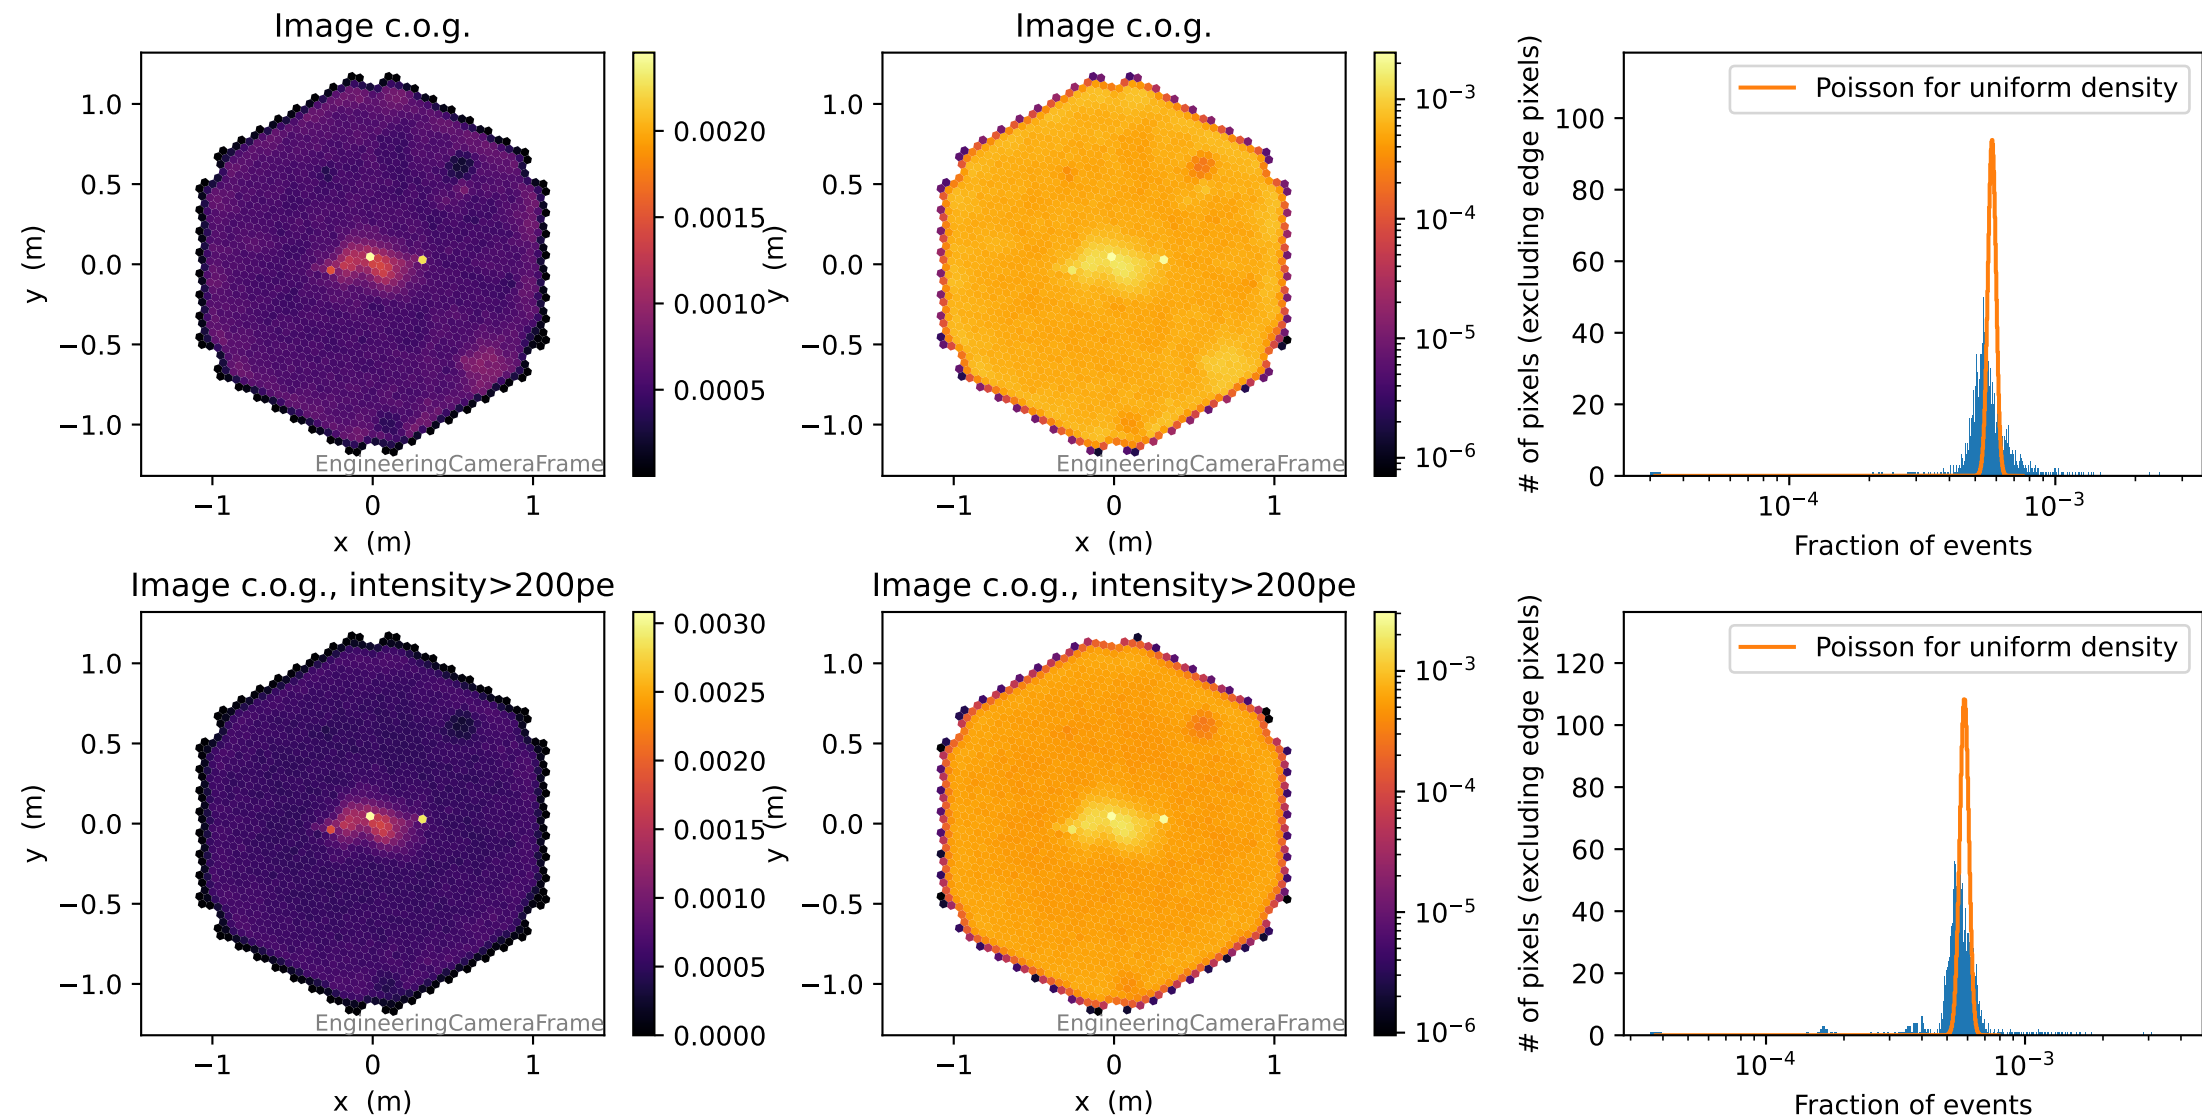 Image c.o.g.
1.0
0.5
0.0
−0.5
−1.0
y (m)
−1 0 1
x (m)
EngineeringCameraFrame
0.0020
0.0015
0.0010
0.0005
Image c.o.g.
1.0
0.5
0.0
−0.5
−1.0
y (m)
−1 0 1
x (m)
EngineeringCameraFrame
10⁻³
10⁻⁴
10⁻⁵
10⁻⁶
Poisson for uniform density
# of pixels (excluding edge pixels)
100
80
60
40
20
0
10⁻⁴ 10⁻³
Fraction of events
Image c.o.g., intensity>200pe
1.0
0.5
0.0
−0.5
−1.0
y (m)
−1 0 1
x (m)
EngineeringCameraFrame
0.0030
0.0025
0.0020
0.0015
0.0010
0.0005
0.0000
Image c.o.g., intensity>200pe
1.0
0.5
0.0
−0.5
−1.0
y (m)
−1 0 1
x (m)
EngineeringCameraFrame
10⁻³
10⁻⁴
10⁻⁵
10⁻⁶
Poisson for uniform density
# of pixels (excluding edge pixels)
120
100
80
60
40
20
0
10⁻⁴ 10⁻³
Fraction of events